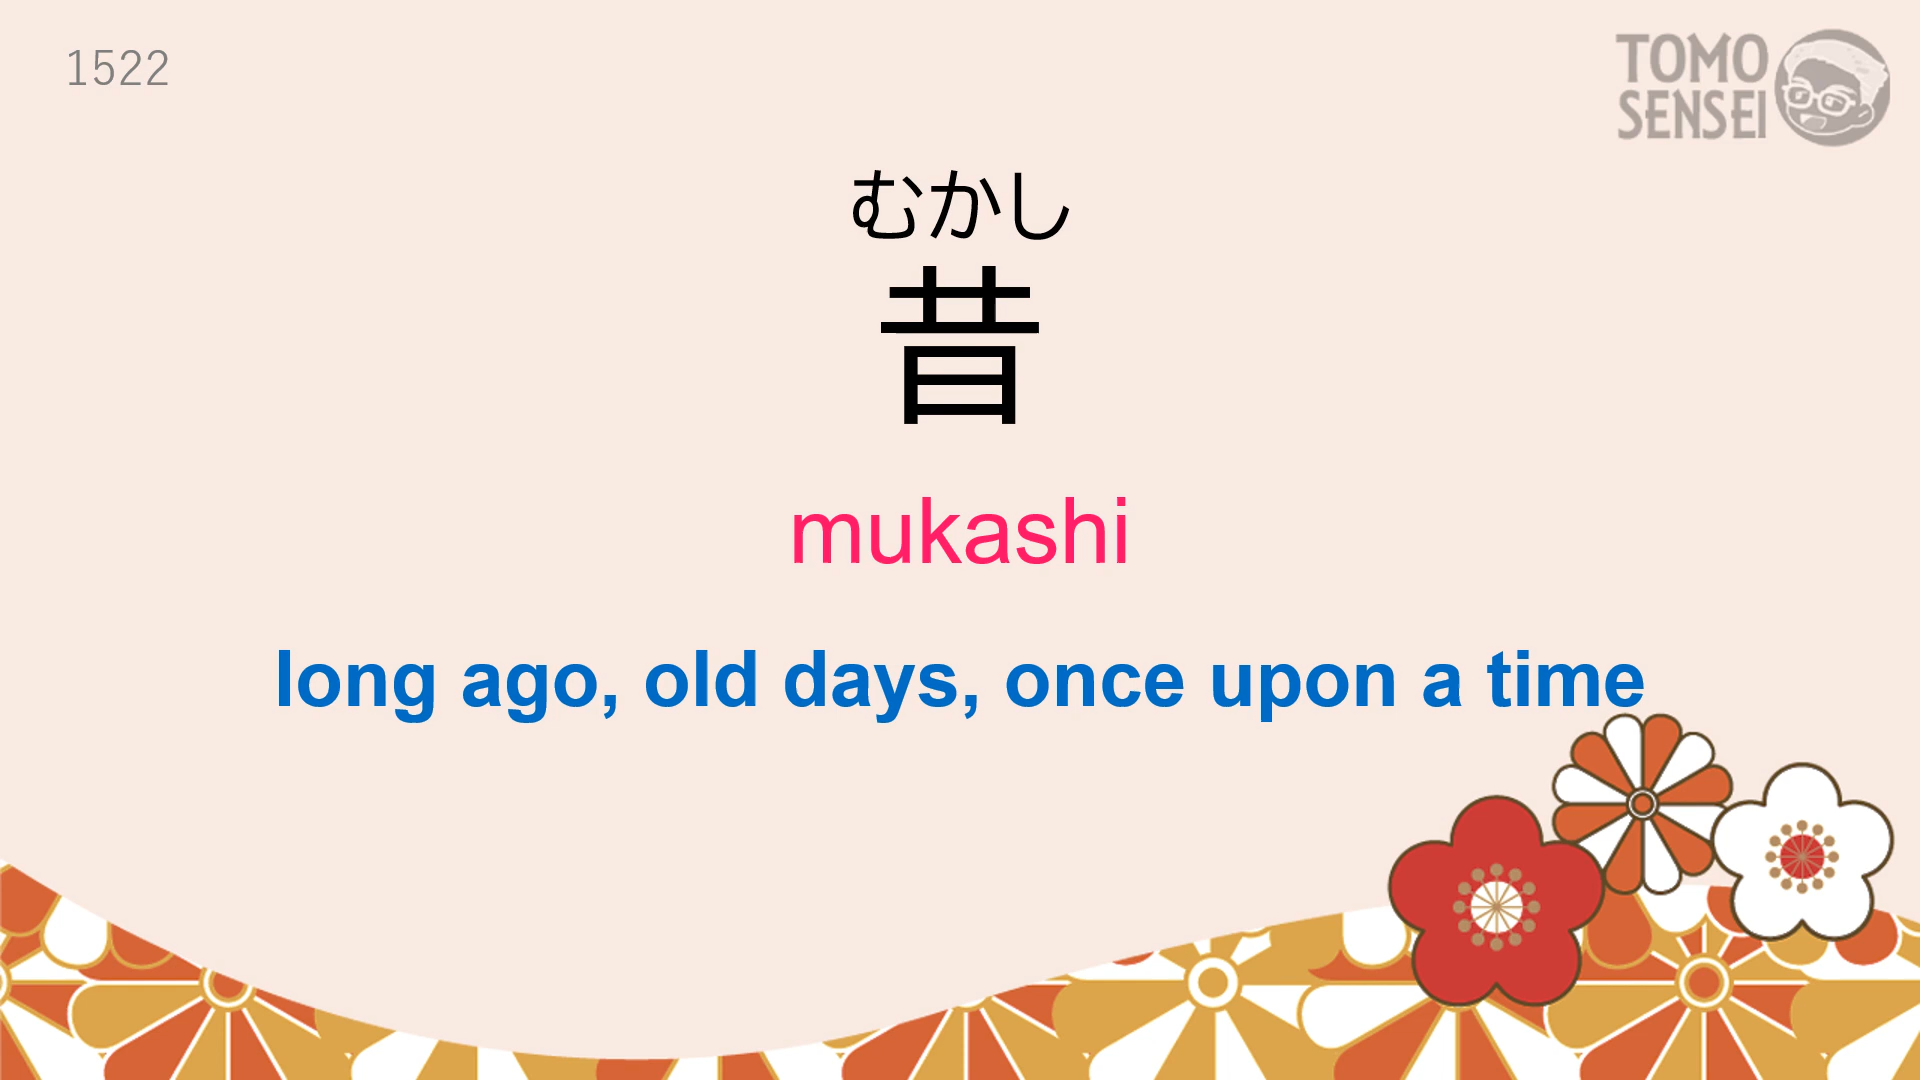 1522
TOMO
SENSEI
むかし
昔
mukashi
long ago, old days, once upon a time